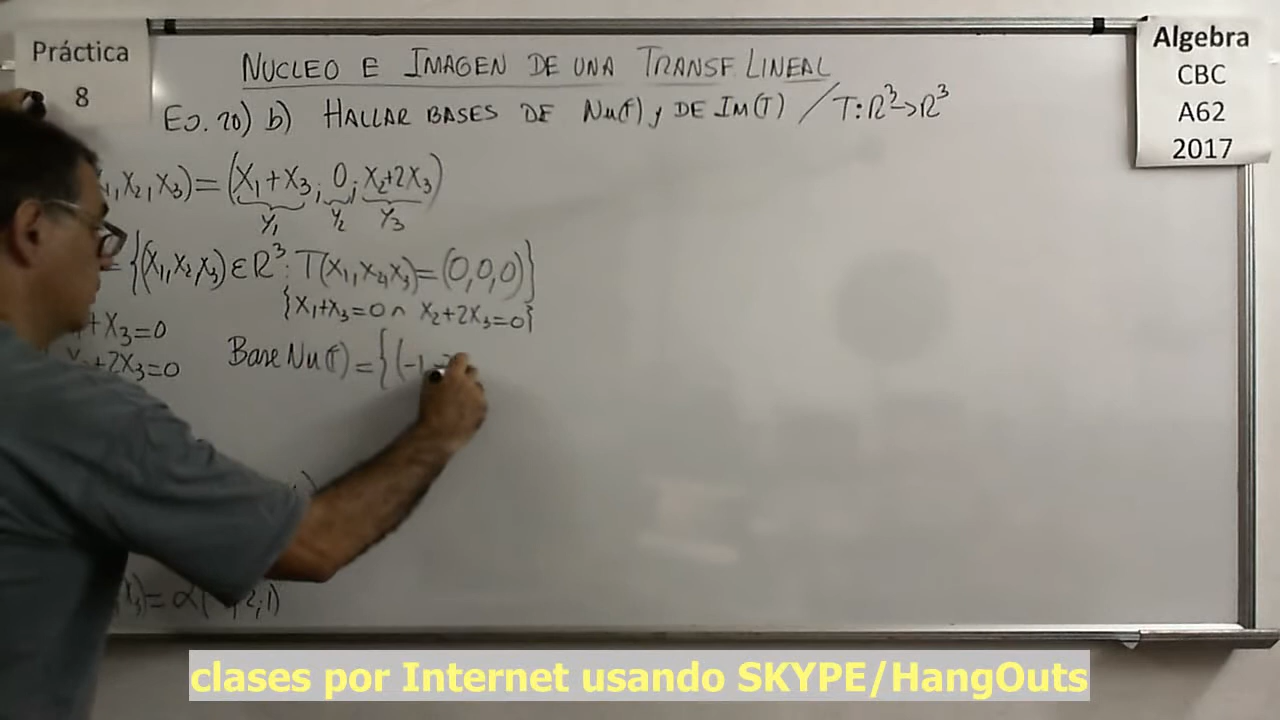 Práctica
8
Algebra
CBC
A62
2017
NUCLEO E IMAGEN DE UNA TRANSF. LINEAL
EJ. 20) b) HALLAR BASES DE Nu(T) y DE IM(T) / T: R³→R³
, X₂, X₃) = (X₁+X₃, 0, X₂+2X₃)
Y₁ Y₂ Y₃
= {(X₁, X₂, X₃) ∈ R³ : T(X₁, X₂, X₃) = (0,0,0)}
{X₁+X₃=0 ∩ X₂+2X₃=0}
+ X₃=0
+2X₃=0
Base Nu(T) = {(-1,
) = α( 2,1)
clases por Internet usando SKYPE/HangOuts